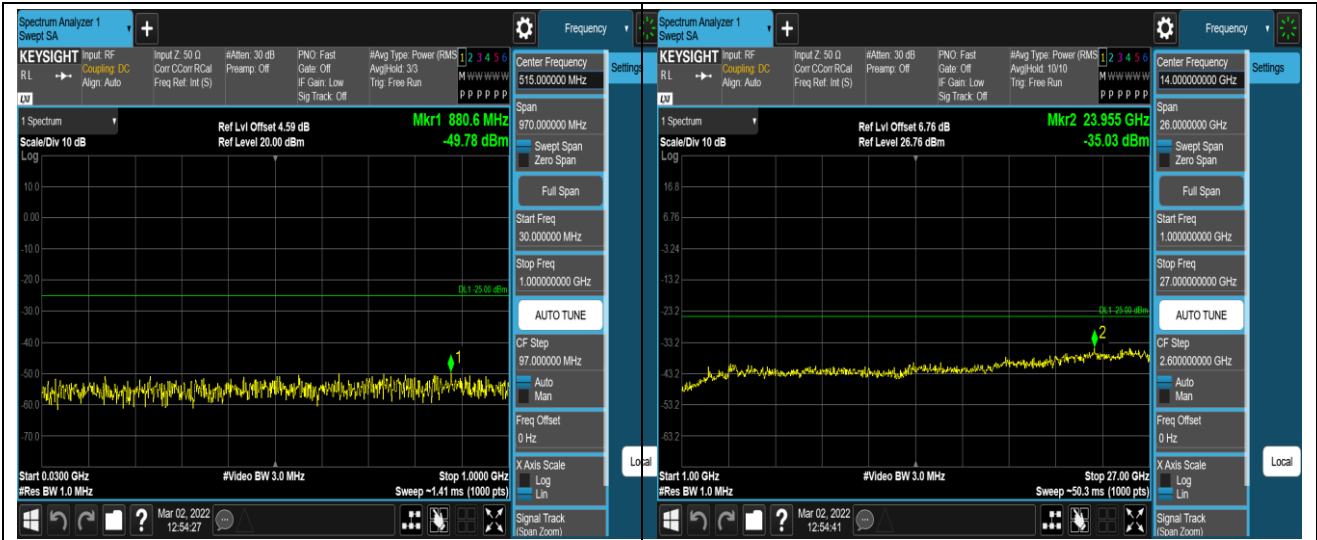 Spectrum Analyzer 1
Swept SA
+
Frequency
KEYSIGHT
RL
LXI
Input: RF
Coupling: DC
Align: Auto
Input Z: 50 Ω
Corr CCorr RCal
Freq Ref: Int (S)
#Atten: 30 dB
Preamp: Off
PNO: Fast
Gate: Off
IF Gain: Low
Sig Track: Off
#Avg Type: Power (RMS
Avg|Hold: 3/3
Trig: Free Run
1 2 3 4 5 6
M W W W W W
P P P P P P
Center Frequency
515.000000 MHz
Settings
1 Spectrum
Scale/Div 10 dB
Log
Ref Lvl Offset 4.59 dB
Ref Level 20.00 dBm
Mkr1 880.6 MHz
-49.78 dBm
Span
970.000000 MHz
Swept Span
Zero Span
Full Span
Start Freq
30.000000 MHz
Stop Freq
1.000000000 GHz
AUTO TUNE
CF Step
97.000000 MHz
Auto
Man
Freq Offset
0 Hz
X Axis Scale
Log
Lin
Signal Track
(Span Zoom)
Local
10.0
0.00
-10.0
-20.0
-30.0
-40.0
-50.0
-60.0
-70.0
DL1 -25.00 dBm
1
Start 0.0300 GHz
#Res BW 1.0 MHz
#Video BW 3.0 MHz
Stop 1.0000 GHz
Sweep ~1.41 ms (1000 pts)
?
Mar 02, 2022
12:54:27
Spectrum Analyzer 1
Swept SA
+
Frequency
KEYSIGHT
RL
LXI
Input: RF
Coupling: DC
Align: Auto
Input Z: 50 Ω
Corr CCorr RCal
Freq Ref: Int (S)
#Atten: 30 dB
Preamp: Off
PNO: Fast
Gate: Off
IF Gain: Low
Sig Track: Off
#Avg Type: Power (RMS
Avg|Hold: 10/10
Trig: Free Run
1 2 3 4 5 6
M W W W W W
P P P P P P
Center Frequency
14.000000000 GHz
Settings
1 Spectrum
Scale/Div 10 dB
Log
Ref Lvl Offset 6.76 dB
Ref Level 26.76 dBm
Mkr2 23.955 GHz
-35.03 dBm
Span
26.0000000 GHz
Swept Span
Zero Span
Full Span
Start Freq
1.000000000 GHz
Stop Freq
27.000000000 GHz
AUTO TUNE
CF Step
2.600000000 GHz
Auto
Man
Freq Offset
0 Hz
X Axis Scale
Log
Lin
Signal Track
(Span Zoom)
Local
16.8
6.76
-3.24
-13.2
-23.2
-33.2
-43.2
-53.2
-63.2
DL1 -25.00 dBm
2
Start 1.00 GHz
#Res BW 1.0 MHz
#Video BW 3.0 MHz
Stop 27.00 GHz
Sweep ~50.3 ms (1000 pts)
?
Mar 02, 2022
12:54:41